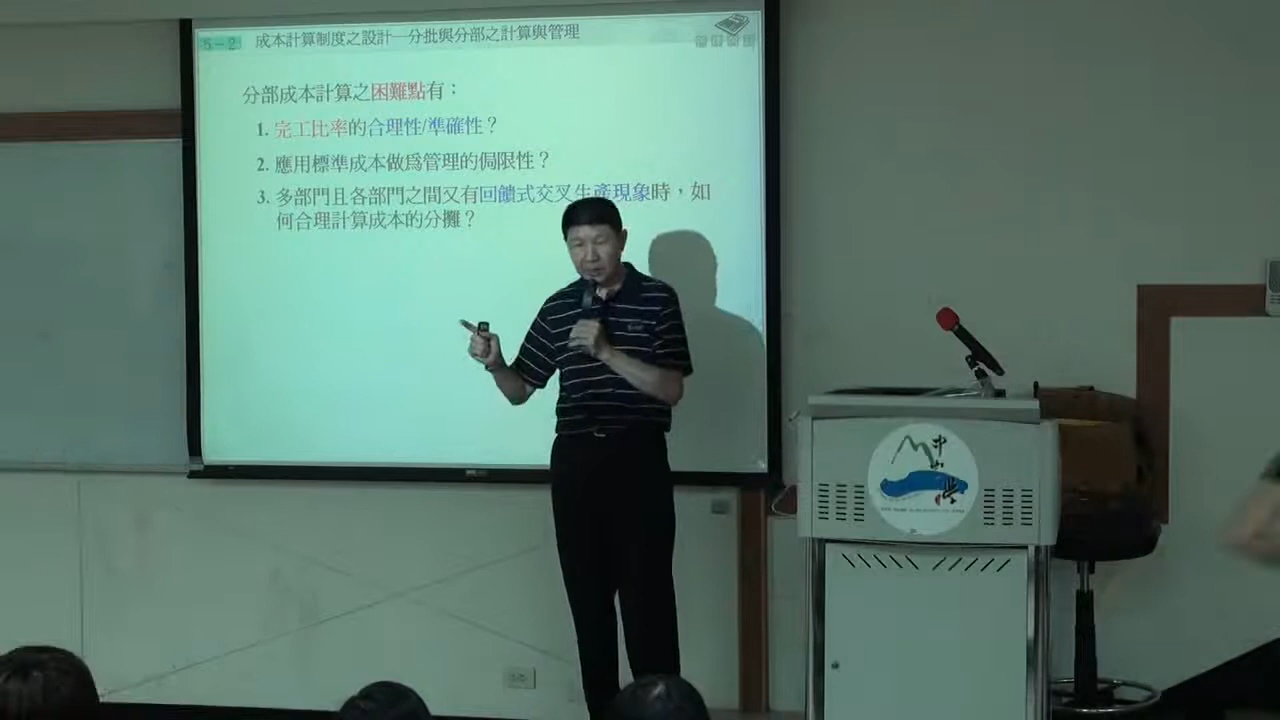 5-2 成本計算制度之設計—分批與分部之計算與管理
分部成本計算之困難點有：
1. 完工比率的合理性/準確性？
2. 應用標準成本做為管理的侷限性？
3. 多部門且各部門之間又有回饋式交叉生產現象時，如
何合理計算成本的分攤？
中山